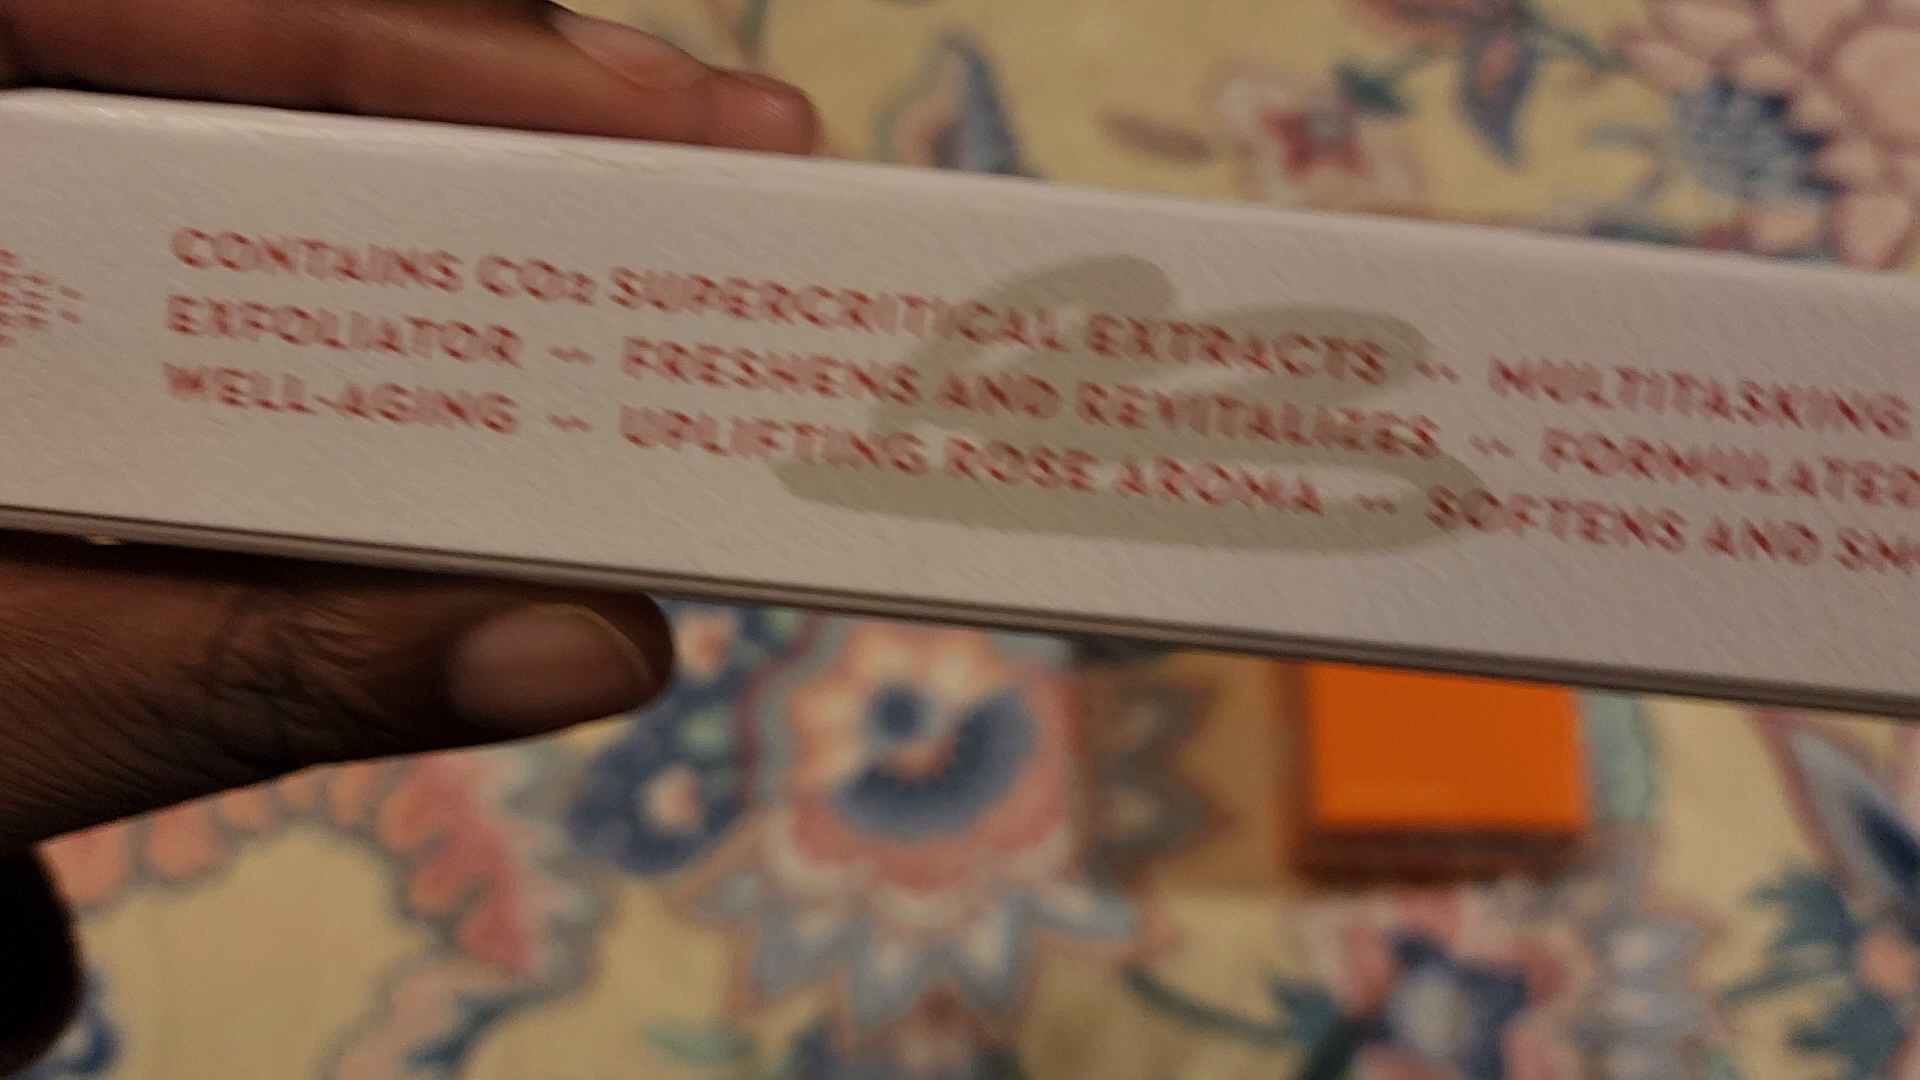 CONTAINS CO2 SUPERCRITICAL EXTRACTS ~ MULTITASKING
EXFOLIATOR ~ FRESHENS AND REVITALIZES ~ FORMULATED
WELL-AGING ~ UPLIFTING ROSE AROMA ~ SOFTENS AND